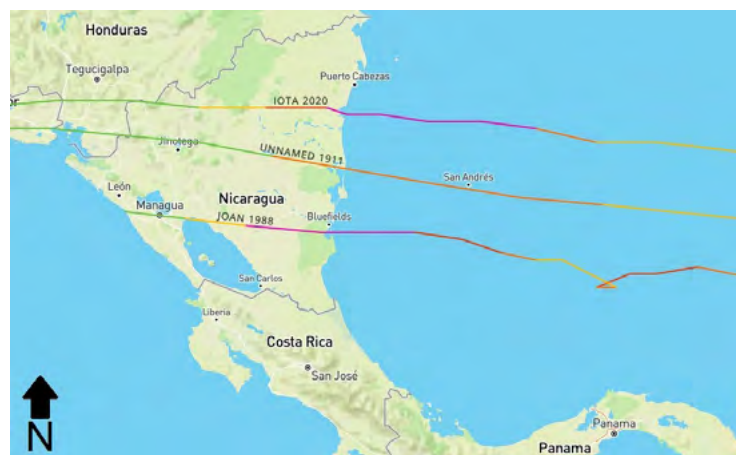 Honduras
Tegucigalpa
Puerto Cabezas
or
IOTA 2020
Jinotega
UNNAMED 1911
San Andrés
León
Nicaragua
Managua
JOAN 1988
Bluefields
San Carlos
Liberia
Costa Rica
San José
N
Panama
Panama